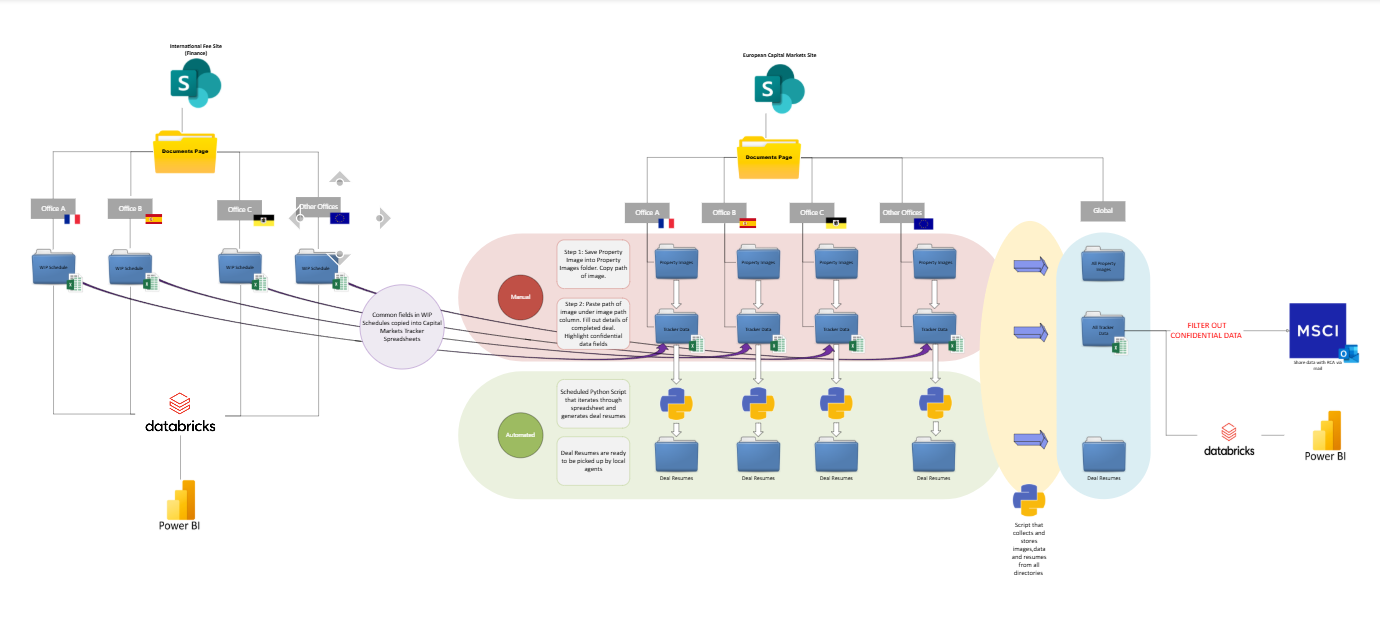 International Fee Site
(Finance)
S
Documents Page
Office A
Office B
Office C
Other Offices
WIP Schedule
WIP Schedule
WIP Schedule
WIP Schedule
Common fields in WIP
Schedules copied into Capital
Markets Tracker
Spreadsheets
databricks
Power BI
European Capital Markets Site
S
Documents Page
Office A
Office B
Office C
Other Offices
Global
Manual
Step 1: Save Property
Image into Property
Images folder. Copy path
of image.
Step 2: Paste path of
image under image path
column. Fill out details of
completed deal.
Highlight confidential
data fields
Property Images
Property Images
Property Images
Property Images
Tracker Data
Tracker Data
Tracker Data
Tracker Data
Automated
Scheduled Python Script
that iterates through
spreadsheet and
generates deal resumes
Deal Resumes are ready
to be picked up by local
agents
Deal Resumes
Deal Resumes
Deal Resumes
Deal Resumes
Script that
collects and
stores
images,data
and resumes
from all
directories
All Property
Images
All Tracker
Data
Deal Resumes
FILTER OUT
CONFIDENTIAL DATA
MSCI
Share data with RCA via
databricks
Power BI